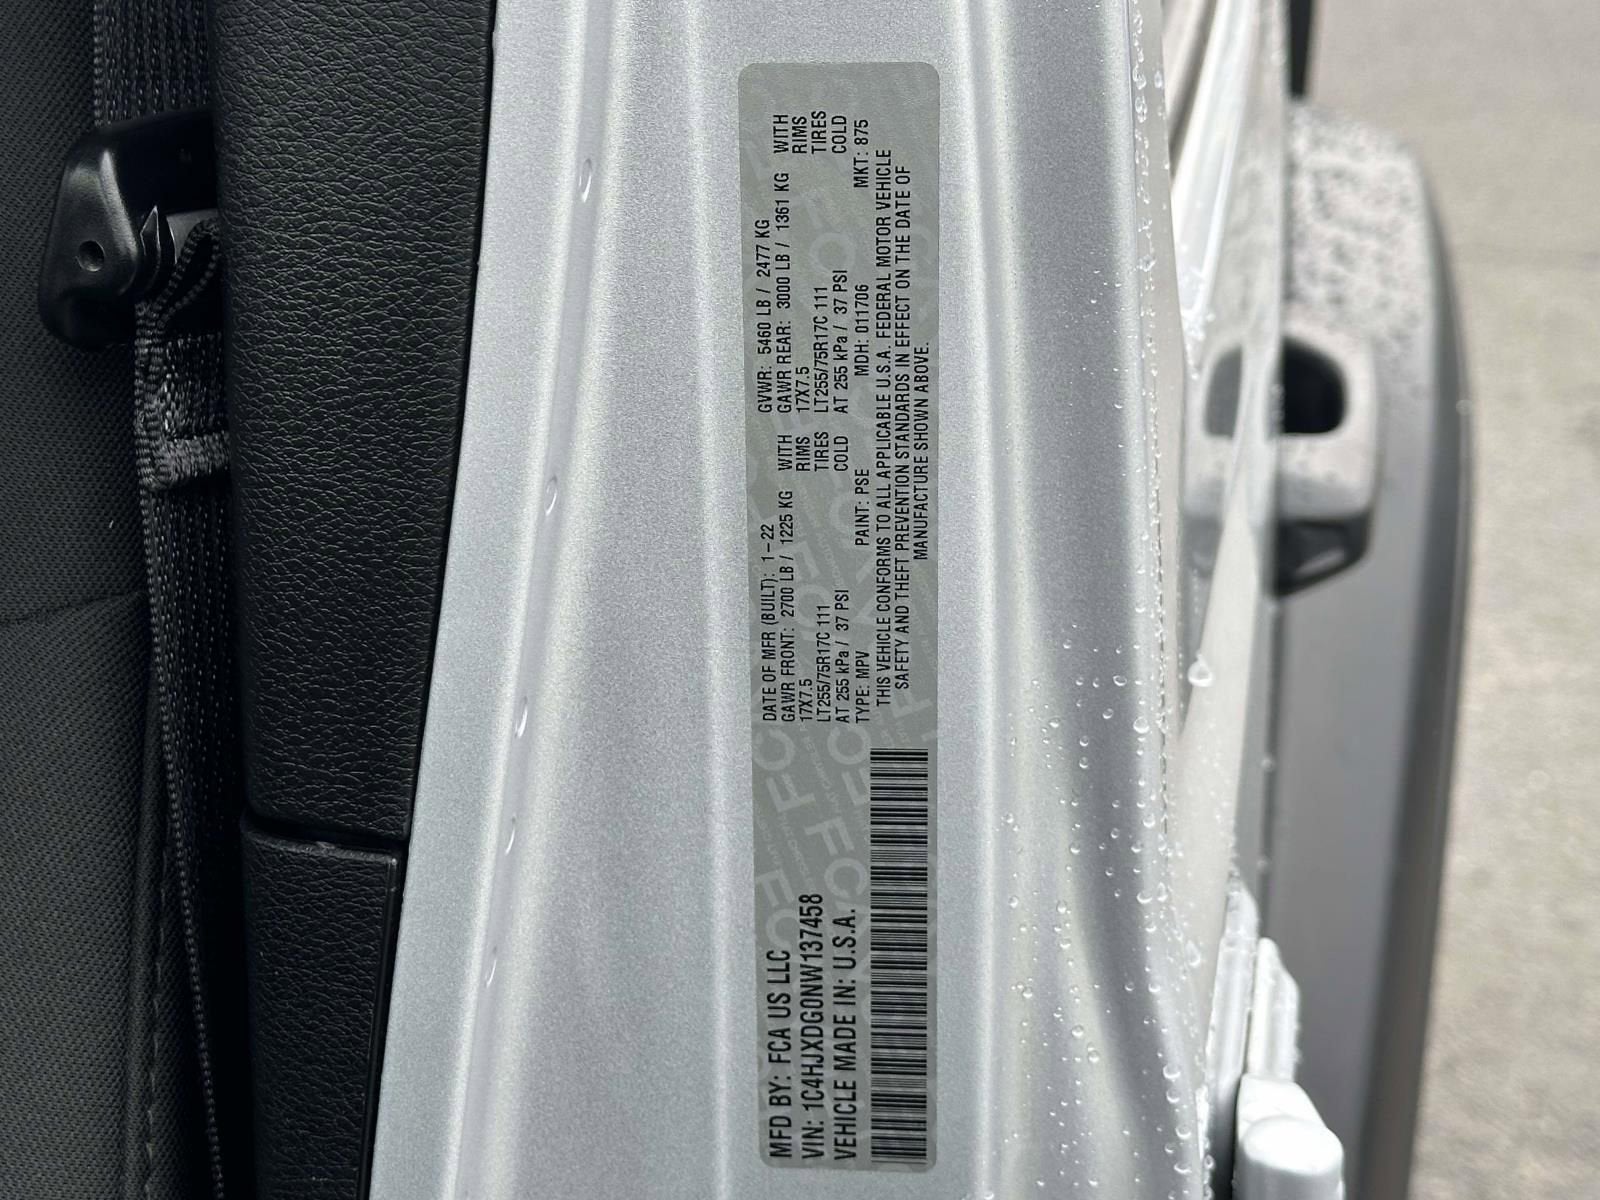 MFD BY: FCA US LLC
VIN: 1C4HJXDG0NW137458
VEHICLE MADE IN: U.S.A.
DATE OF MFR (BUILT): 1-22 GVWR: 5460 LB / 2477 KG
GAWR FRONT: 2700 LB / 1225 KG WITH GAWR REAR: 3000 LB / 1361 KG WITH
17X7.5 RIMS 17X7.5 RIMS
LT255/75R17C 111 TIRES LT255/75R17C 111 TIRES
AT 255 kPa / 37 PSI COLD AT 255 kPa / 37 PSI COLD
TYPE: MPV PAINT: PSE MDH: 011706 MKT: 875
THIS VEHICLE CONFORMS TO ALL APPLICABLE U.S.A. FEDERAL MOTOR VEHICLE
SAFETY AND THEFT PREVENTION STANDARDS IN EFFECT ON THE DATE OF
MANUFACTURE SHOWN ABOVE.